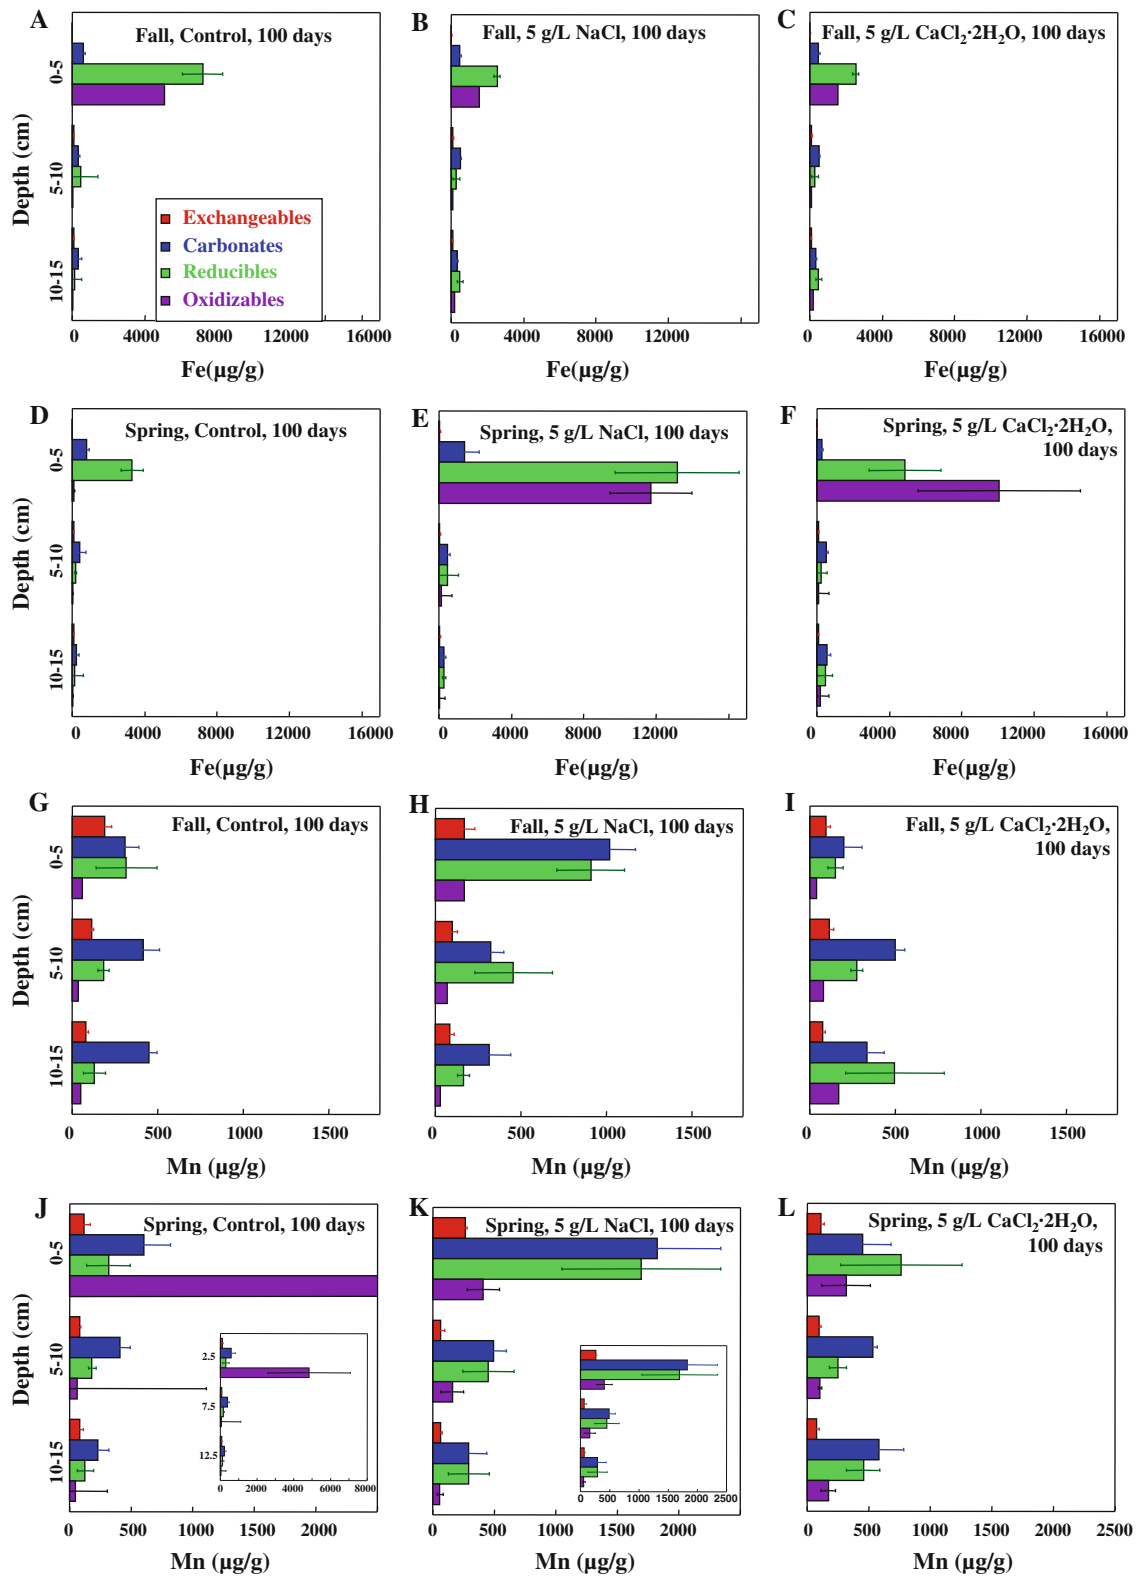 A
Fall, Control, 100 days
B
Fall, 5 g/L NaCl, 100 days
C
Fall, 5 g/L CaCl₂·2H₂O, 100 days
Depth (cm)
0-5
5-10
10-15
Exchangeables
Carbonates
Reducibles
Oxidizables
0 4000 8000 12000 16000
Fe(µg/g)
0 4000 8000 12000
Fe(µg/g)
0 4000 8000 12000 16000
Fe(µg/g)
D
Spring, Control, 100 days
E
Spring, 5 g/L NaCl, 100 days
F
Spring, 5 g/L CaCl₂·2H₂O,
100 days
Depth (cm)
0-5
5-10
10-15
0 4000 8000 12000 16000
Fe(µg/g)
0 4000 8000 12000
Fe(µg/g)
0 4000 8000 12000 16000
Fe(µg/g)
G
Fall, Control, 100 days
H
Fall, 5 g/L NaCl, 100 days
I
Fall, 5 g/L CaCl₂·2H₂O,
100 days
Depth (cm)
0-5
5-10
10-15
0 500 1000 1500
Mn (µg/g)
0 500 1000 1500
Mn (µg/g)
0 500 1000 1500
Mn (µg/g)
J
Spring, Control, 100 days
K
Spring, 5 g/L NaCl, 100 days
L
Spring, 5 g/L CaCl₂·2H₂O,
100 days
Depth (cm)
0-5
5-10
10-15
2.5
7.5
12.5
0 2000 4000 6000 8000
0 500 1000 1500 2000 2500
0 500 1000 1500 2000
Mn (µg/g)
0 500 1000 1500 2000
Mn (µg/g)
0 500 1000 1500 2000 2500
Mn (µg/g)